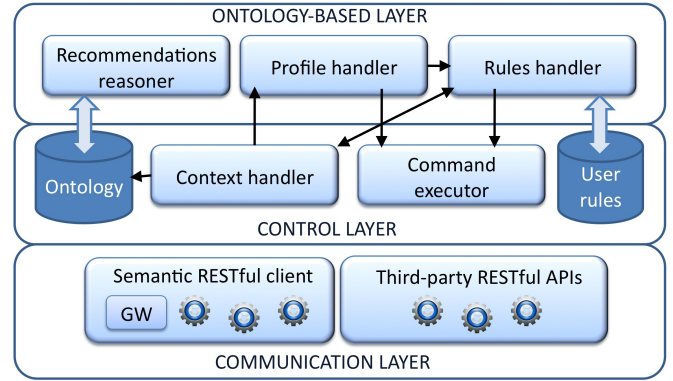 ONTOLOGY-BASED LAYER
Recommendations
reasoner
Profile handler
Rules handler
Ontology
Context handler
Command
executor
User
rules
CONTROL LAYER
Semantic RESTful client
GW
Third-party RESTful APIs
COMMUNICATION LAYER